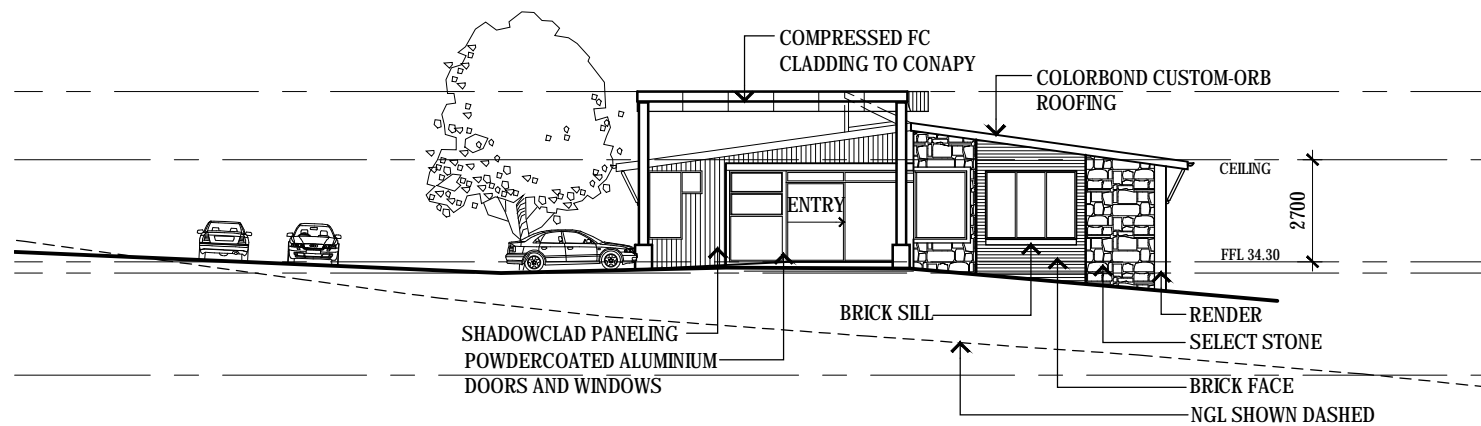 COMPRESSED FC
CLADDING TO CONAPY
COLORBOND CUSTOM-ORB
ROOFING
CEILING
2700
ENTRY
FFL 34.30
BRICK SILL
RENDER
SHADOWCLAD PANELING
SELECT STONE
POWDERCOATED ALUMINIUM
DOORS AND WINDOWS
BRICK FACE
NGL SHOWN DASHED